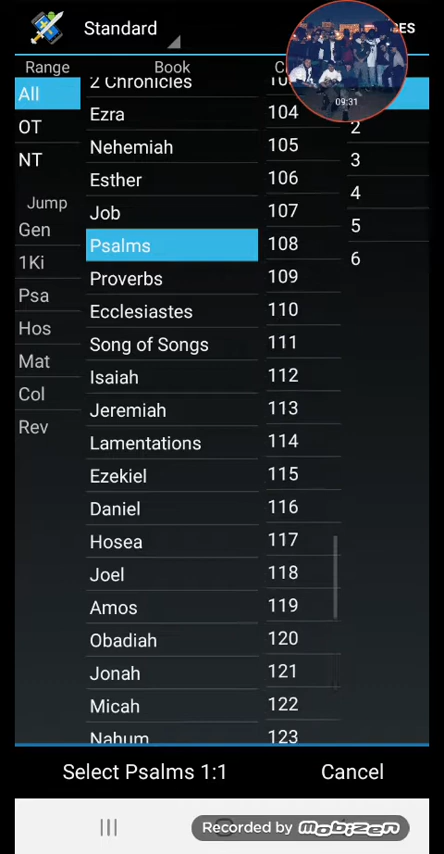 Standard
ES
09:31
Range
Book
C
All
OT
NT
Jump
Gen
1Ki
Psa
Hos
Mat
Col
Rev
2 Chronicles
Ezra
Nehemiah
Esther
Job
Psalms
Proverbs
Ecclesiastes
Song of Songs
Isaiah
Jeremiah
Lamentations
Ezekiel
Daniel
Hosea
Joel
Amos
Obadiah
Jonah
Micah
Nahum
104
105
106
107
108
109
110
111
112
113
114
115
116
117
118
119
120
121
122
123
2
3
4
5
6
Select Psalms 1:1
Cancel
Recorded by Mobizen